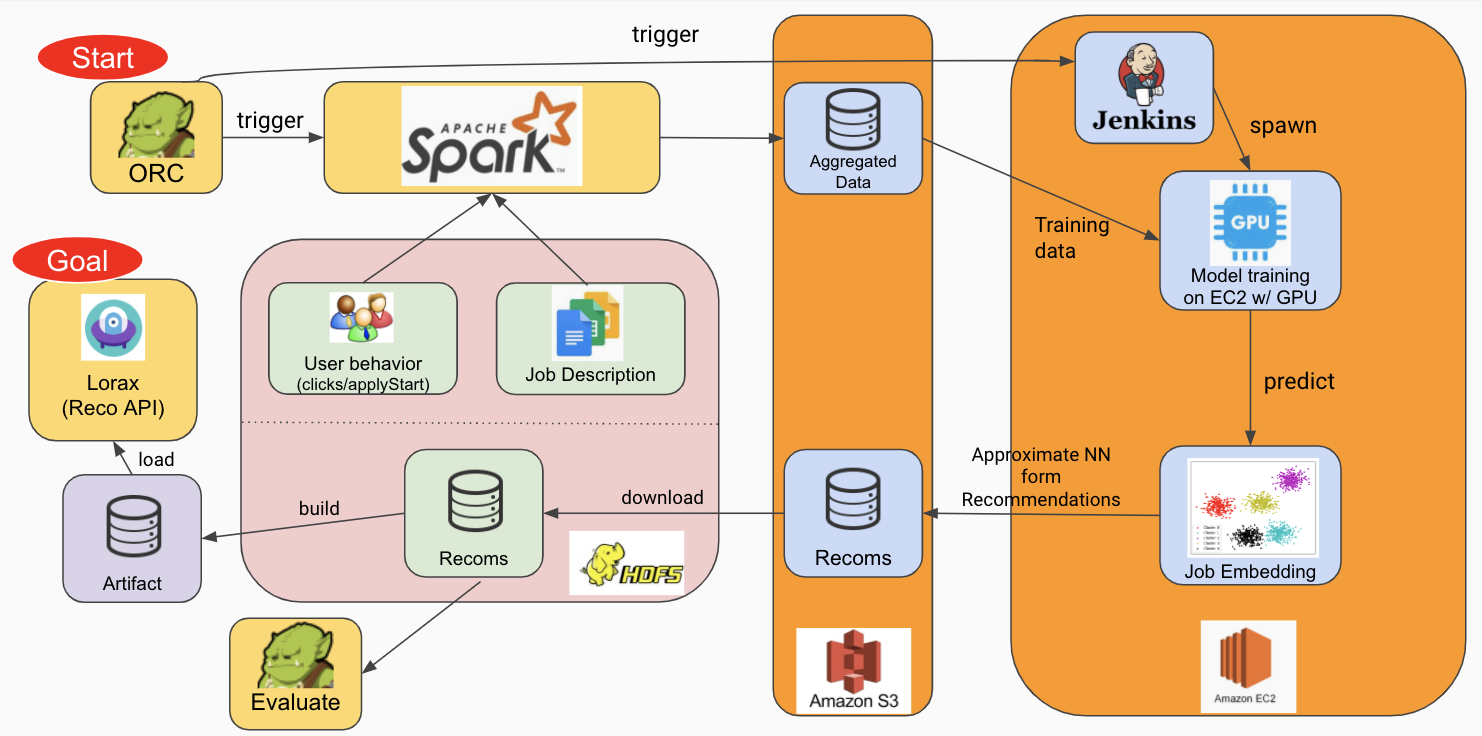 Start
trigger
ORC
trigger
APACHE
Spark
TM
Aggregated
Data
Jenkins
spawn
Training
data
GPU
Model training
on EC2 w/ GPU
Goal
Lorax
(Reco API)
User behavior
(clicks/applyStart)
Job Description
predict
load
Artifact
build
Recoms
download
HDFS
Recoms
Approximate NN
form
Recommendations
Job Embedding
Evaluate
Amazon S3
Amazon EC2